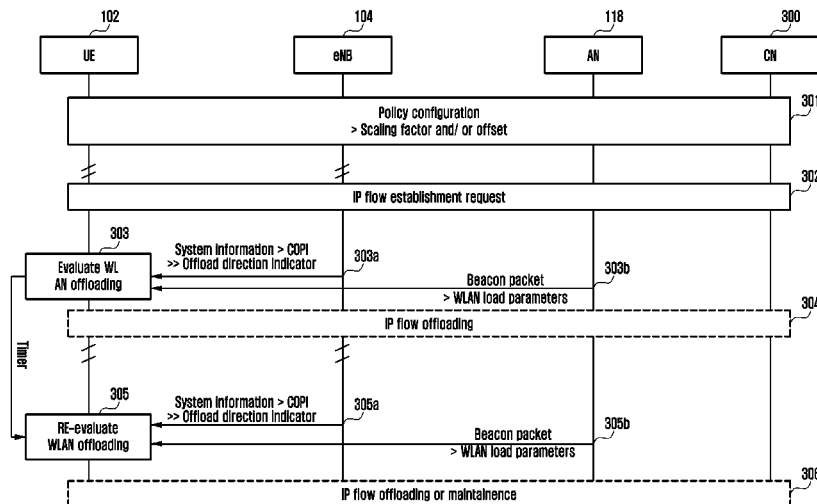 102
104
118
300
UE
eNB
AN
CN
301
Policy configuration
> Scaling factor and/ or offset
302
IP flow establishment request
303
System information > COPI
>> Offload direction indicator
303a
Evaluate WL
AN offloading
Beacon packet
> WLAN load parameters
303b
304
IP flow offloading
Timer
305
System information > COPI
>> Offload direction indicator
305a
RE-evaluate
WLAN offloading
Beacon packet
> WLAN load parameters
305b
306
IP flow offloading or maintainence